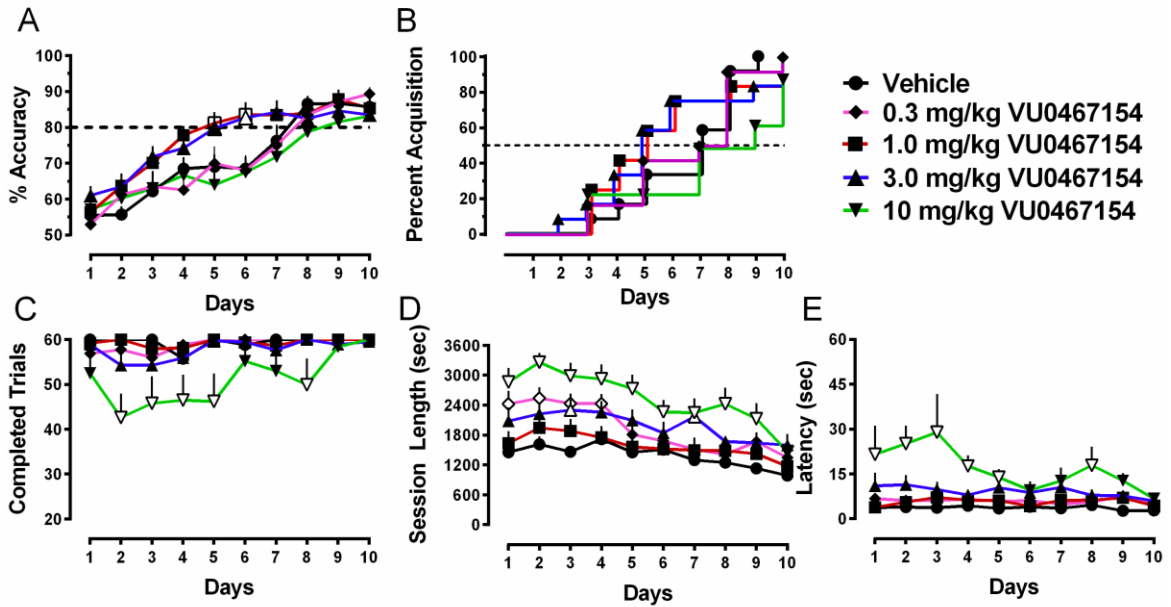 A
% Accuracy
100
90
80
70
60
50
1 2 3 4 5 6 7 8 9 10
Days
B
Percent Acquisition
100
80
60
40
20
0
1 2 3 4 5 6 7 8 9 10
Days
Vehicle
0.3 mg/kg VU0467154
1.0 mg/kg VU0467154
3.0 mg/kg VU0467154
10 mg/kg VU0467154
C
Completed Trials
60
50
40
30
20
1 2 3 4 5 6 7 8 9 10
Days
D
Session Length (sec)
3600
3000
2400
1800
1200
600
0
1 2 3 4 5 6 7 8 9 10
Days
E
Latency (sec)
60
45
30
15
0
1 2 3 4 5 6 7 8 9 10
Days